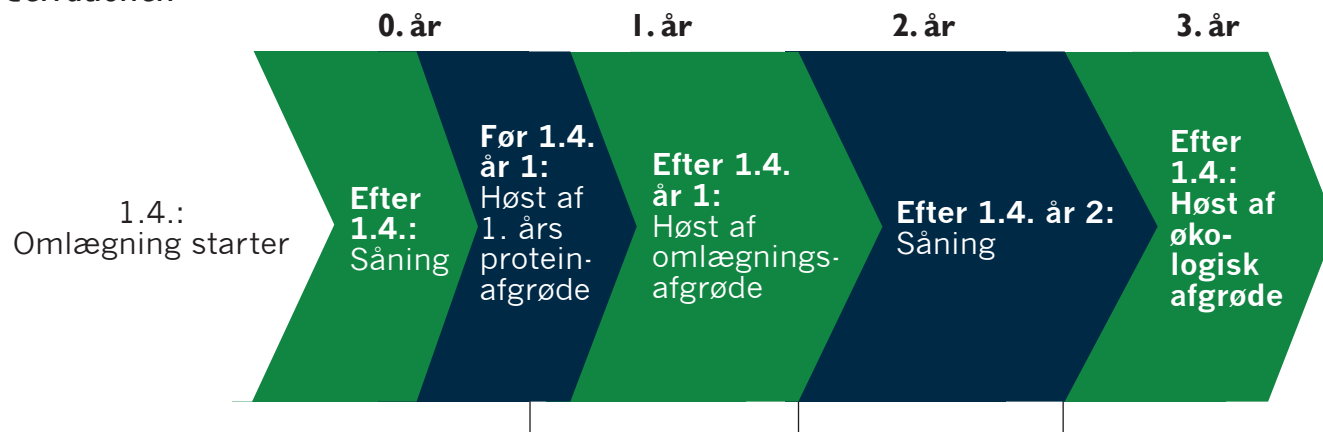 0. år
1. år
2. år
3. år
1.4.:
Omlægning starter
Efter
1.4.:
Såning
Før 1.4.
år 1:
Høst af
1. års
protein-
afgrøde
Efter 1.4.
år 1:
Høst af
omlægnings-
afgrøde
Efter 1.4. år 2:
Såning
Efter
1.4.:
Høst af
øko-
logisk
afgrøde